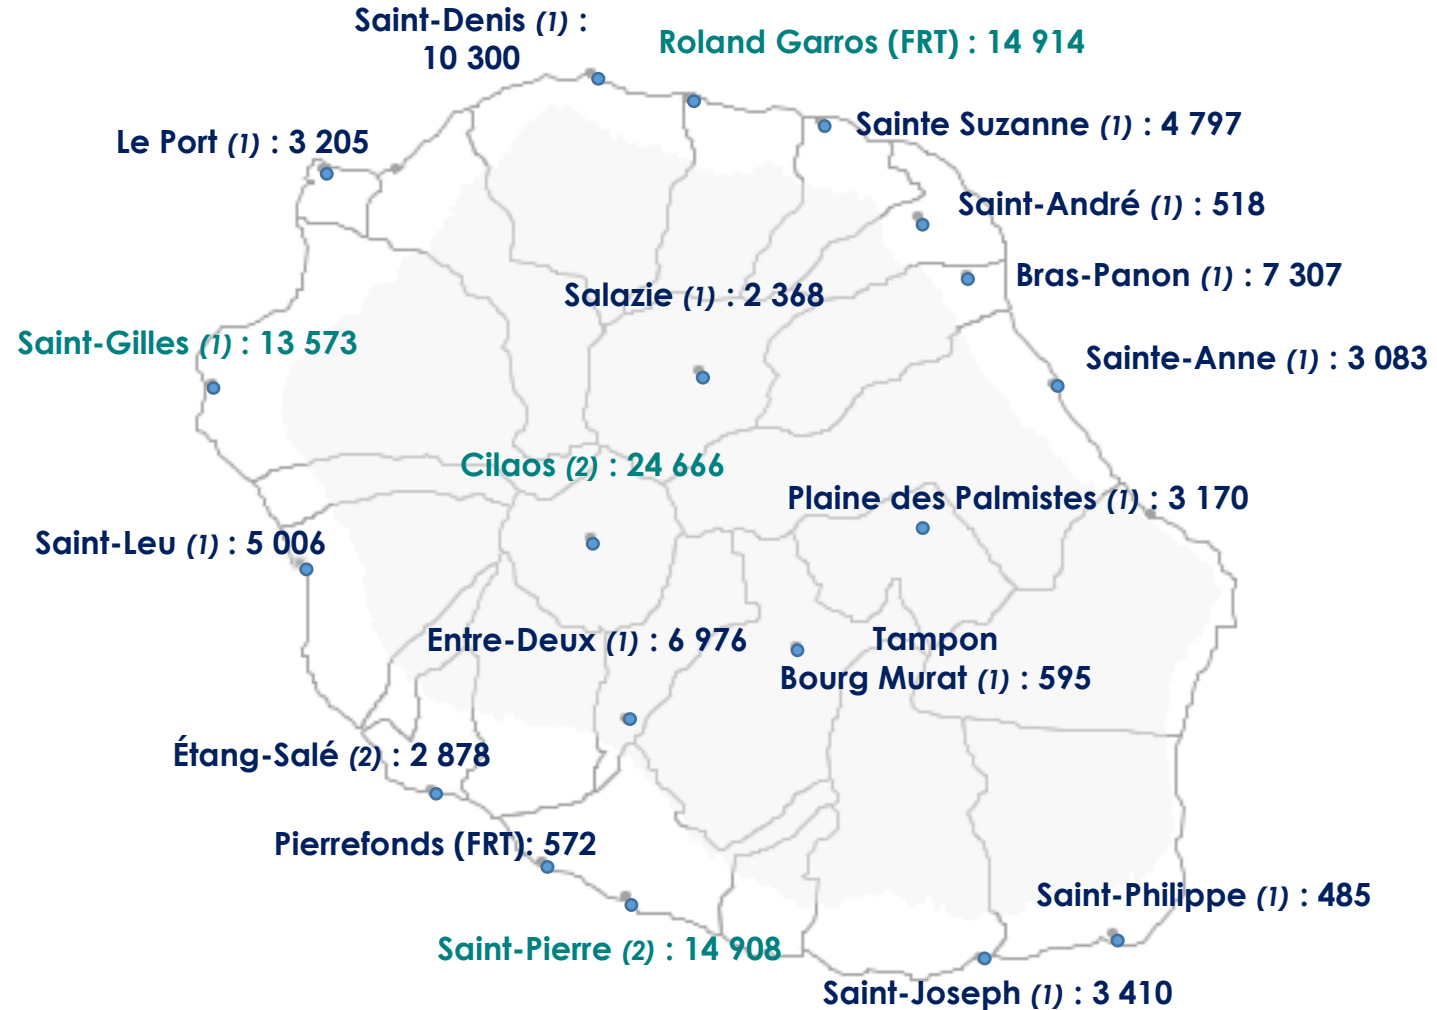 Saint-Denis (1) :
10 300
Roland Garros (FRT) : 14 914
Le Port (1) : 3 205
Sainte Suzanne (1) : 4 797
Saint-André (1) : 518
Bras-Panon (1) : 7 307
Salazie (1) : 2 368
Saint-Gilles (1) : 13 573
Sainte-Anne (1) : 3 083
Cilaos (2) : 24 666
Plaine des Palmistes (1) : 3 170
Saint-Leu (1) : 5 006
Entre-Deux (1) : 6 976
Tampon
Bourg Murat (1) : 595
Étang-Salé (2) : 2 878
Pierrefonds (FRT): 572
Saint-Philippe (1) : 485
Saint-Pierre (2) : 14 908
Saint-Joseph (1) : 3 410